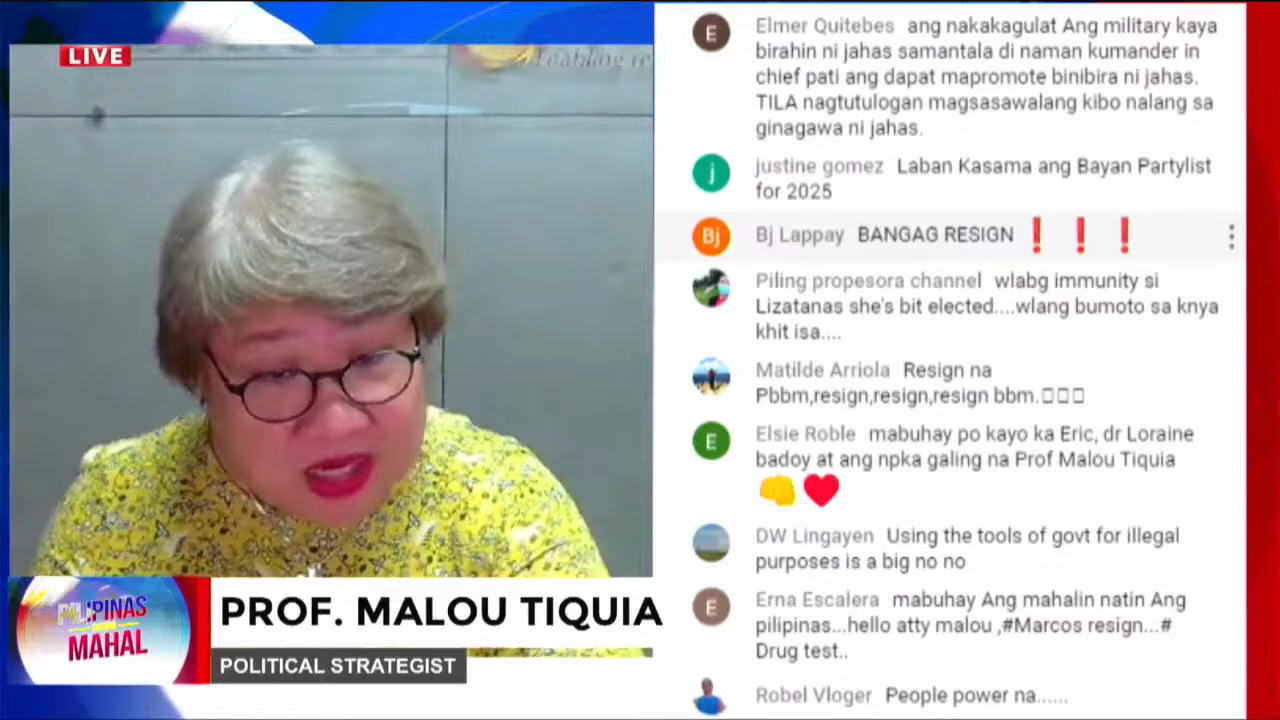 LIVE
Enabling re
PILIPINAS
MAHAL
PROF. MALOU TIQUIA
POLITICAL STRATEGIST
E
Elmer Quitebes ang nakakagulat Ang military kaya
birahin ni jahas samantala di naman kumander in
chief pati ang dapat mapromote binibira ni jahas.
TILA nagtutulogan magsasawalang kibo nalang sa
ginagawa ni jahas.
j
justine gomez Laban Kasama ang Bayan Partylist
for 2025
Bj
Bj Lappay BANGAG RESIGN ❗ ❗ ❗
Piling propesora channel wlabg immunity si
Lizatanas she's bit elected....wlang bumoto sa knya
khit isa....
Matilde Arriola Resign na
Pbbm,resign,resign,resign bbm.▯▯▯
E
Elsie Roble mabuhay po kayo ka Eric, dr Loraine
badoy at ang npka galing na Prof Malou Tiquia
👊❤️
DW Lingayen Using the tools of govt for illegal
purposes is a big no no
E
Erna Escalera mabuhay Ang mahalin natin Ang
pilipinas...hello atty malou ,#Marcos resign...#
Drug test..
Robel Vloger People power na......